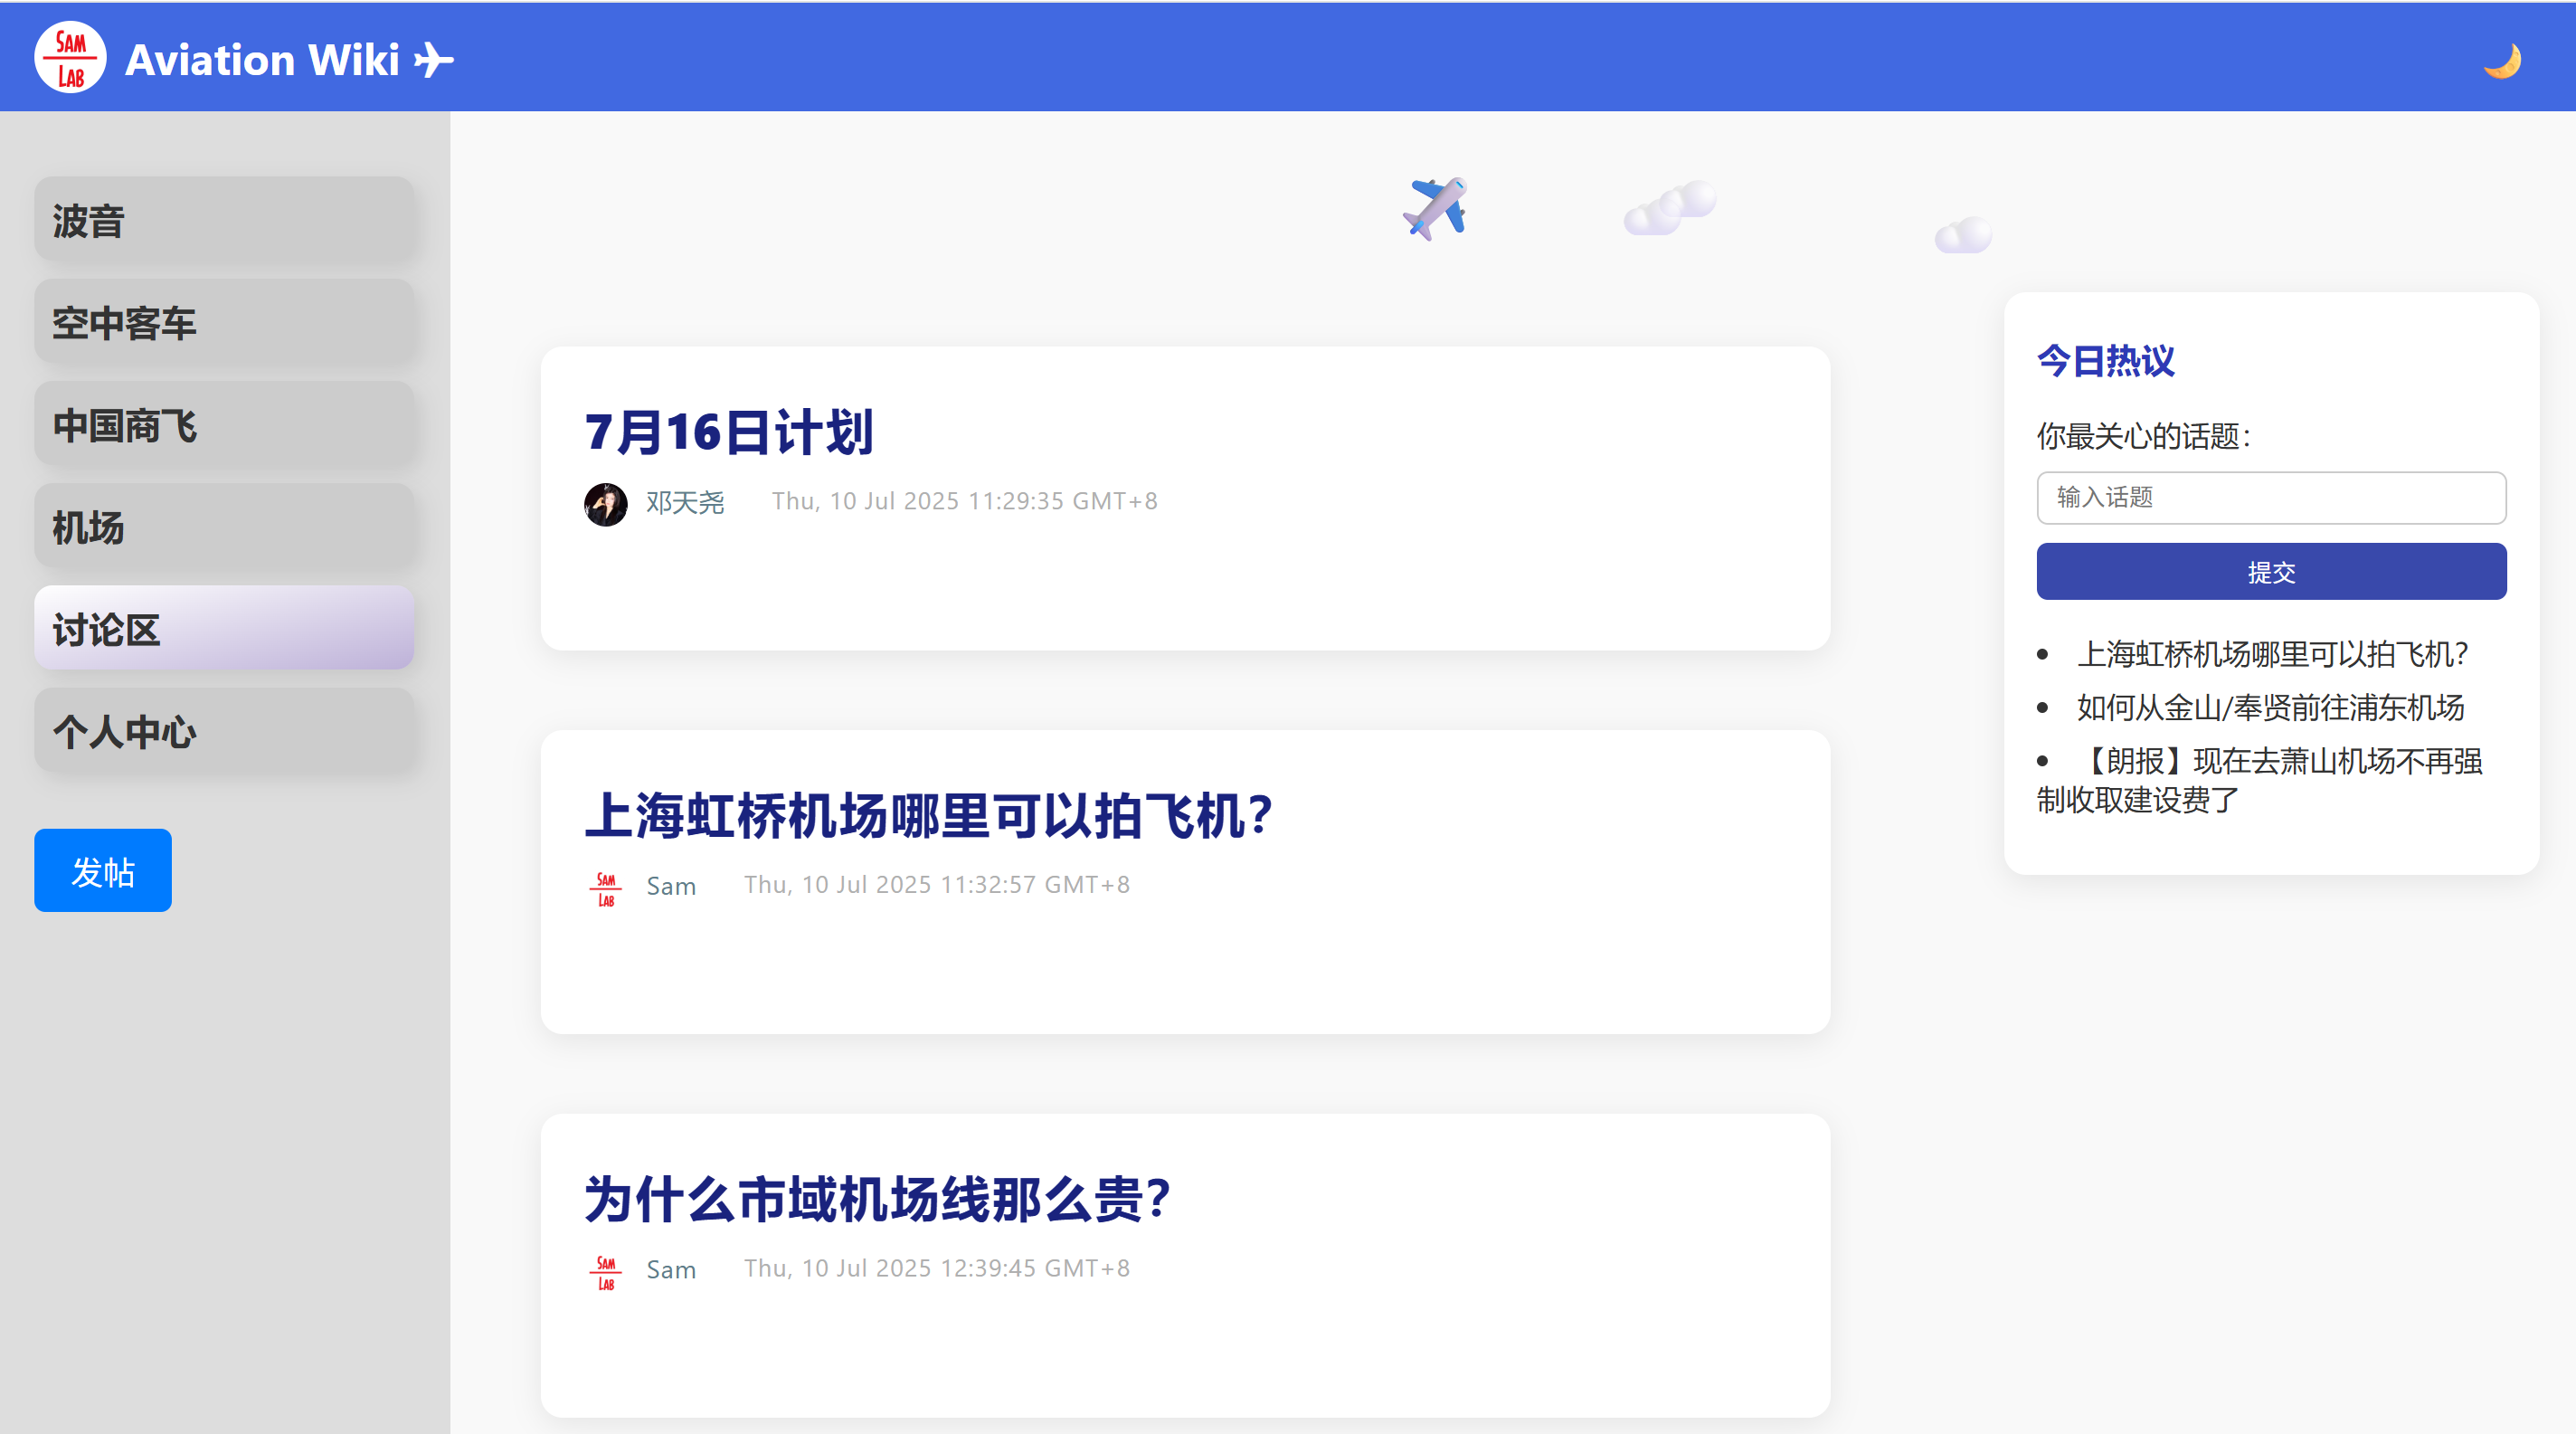 SAM
LAB
Aviation Wiki
波音
空中客车
中国商飞
机场
讨论区
个人中心
发帖
7月16日计划
邓天尧 Thu, 10 Jul 2025 11:29:35 GMT+8
上海虹桥机场哪里可以拍飞机?
SAM
LAB
Sam Thu, 10 Jul 2025 11:32:57 GMT+8
为什么市域机场线那么贵?
SAM
LAB
Sam Thu, 10 Jul 2025 12:39:45 GMT+8
今日热议
你最关心的话题:
输入话题
提交
上海虹桥机场哪里可以拍飞机?
如何从金山/奉贤前往浦东机场
【朗报】现在去萧山机场不再强
制收取建设费了